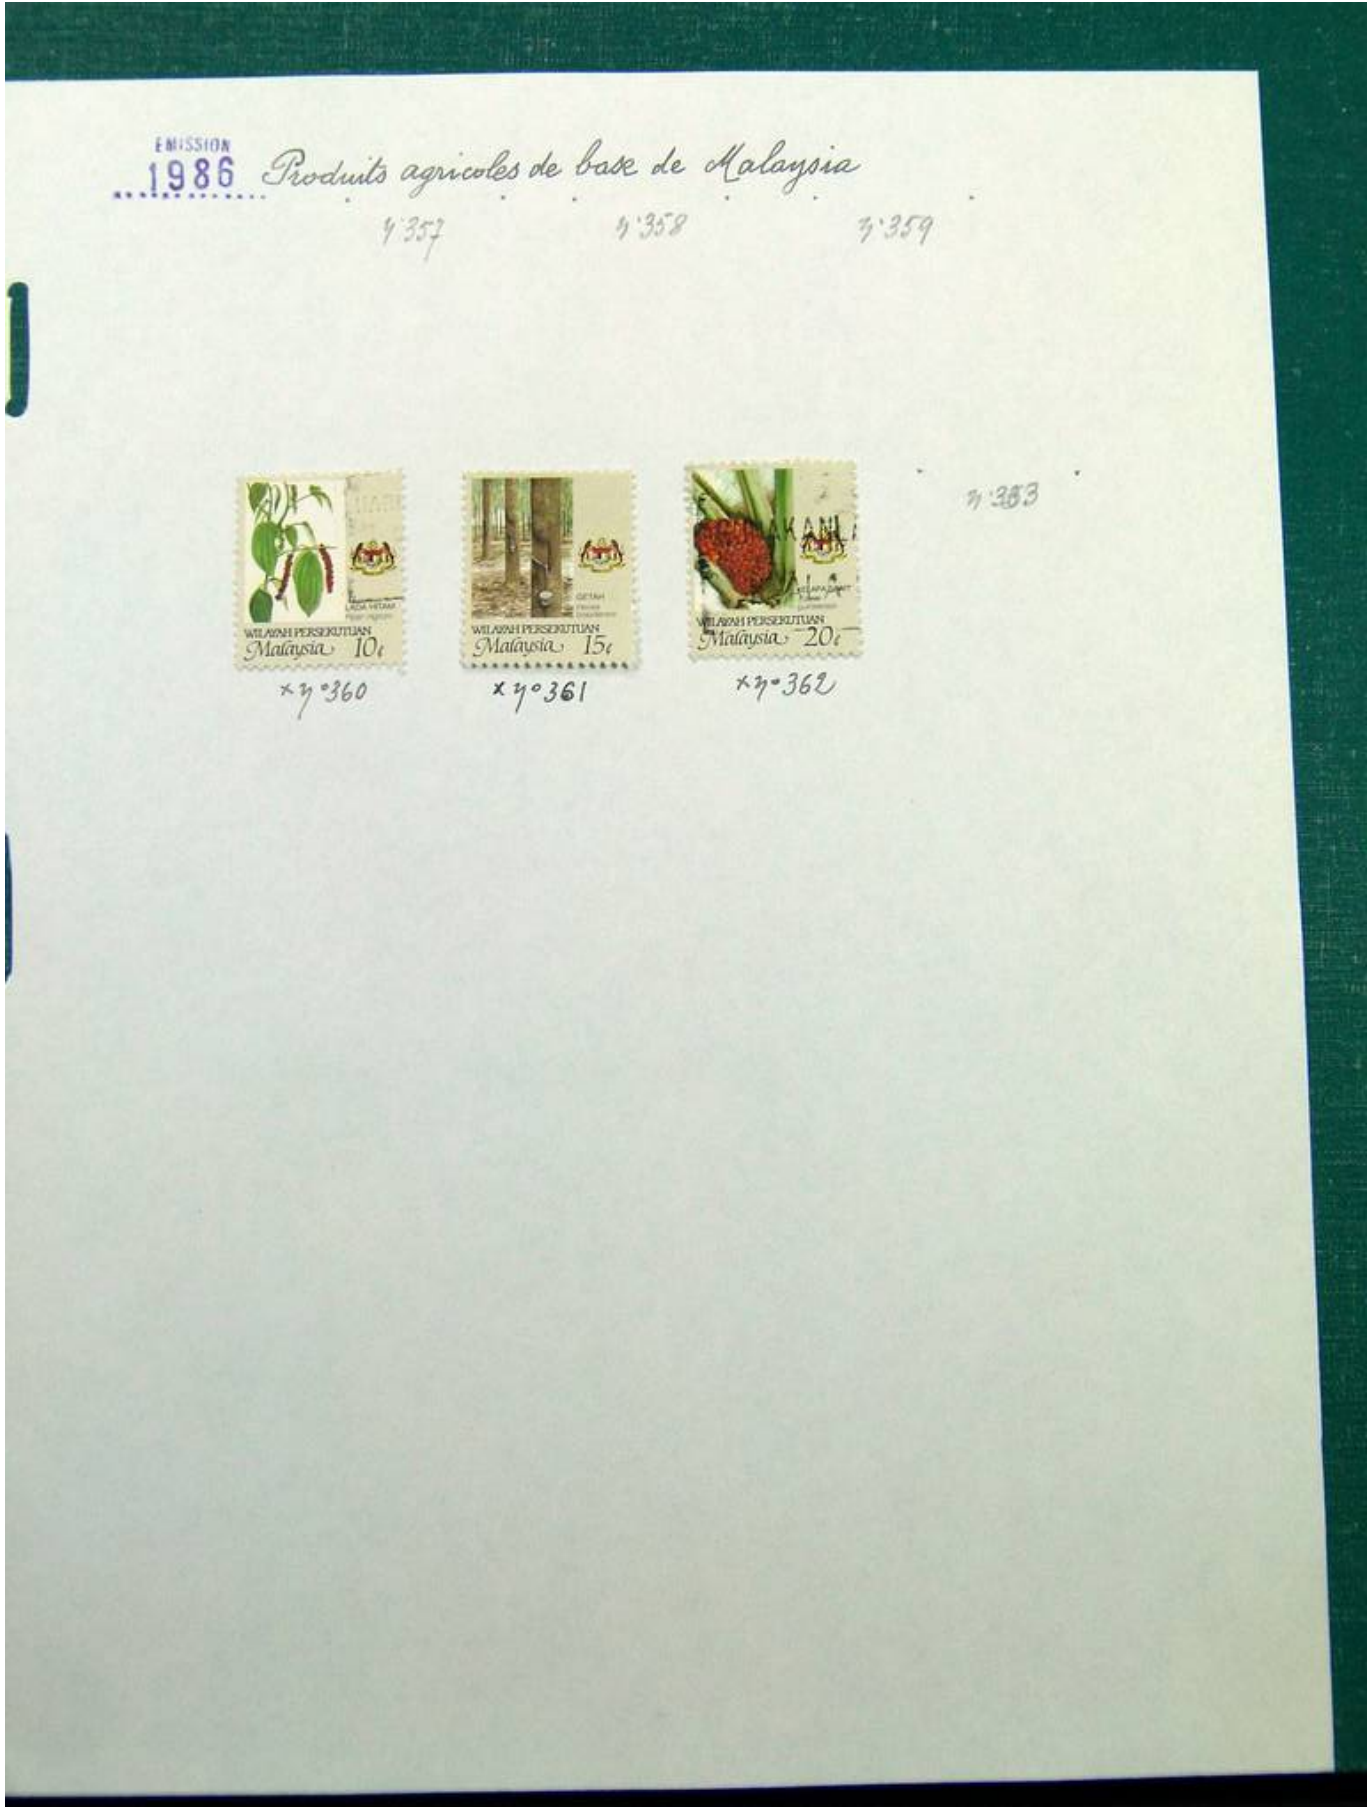 EMISSION
1986 Produits agricoles de base de Malaysia
n°357 n°358 n°359
n°363
LADA HITAM
WILAYAH PERSEKUTUAN
Malaysia 10¢
GETAH
WILAYAH PERSEKUTUAN
Malaysia 15¢
WILAYAH PERSEKUTUAN
Malaysia 20¢
x n°360 x n°361 x n°362